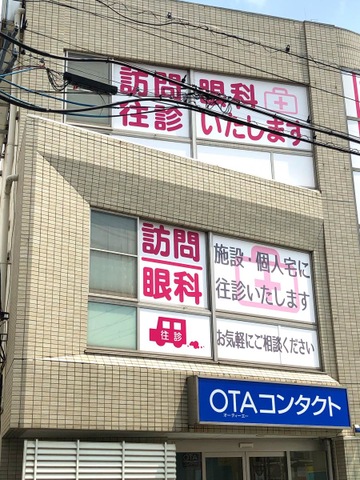 訪問 眼科
往診 いたします
訪問
眼科
施設・個人宅に
往診いたします
往診
お気軽にご相談ください
OTAコンタクト
オーティーエー
OTA